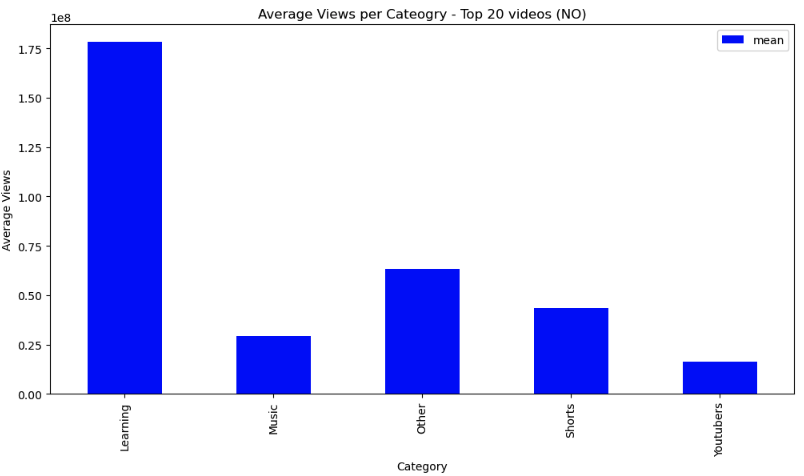 Average Views per Cateogry - Top 20 videos (NO)
1e8
mean
1.75
1.50
1.25
1.00
0.75
0.50
0.25
0.00
Average Views
Learning
Music
Other
Shorts
Youtubers
Category